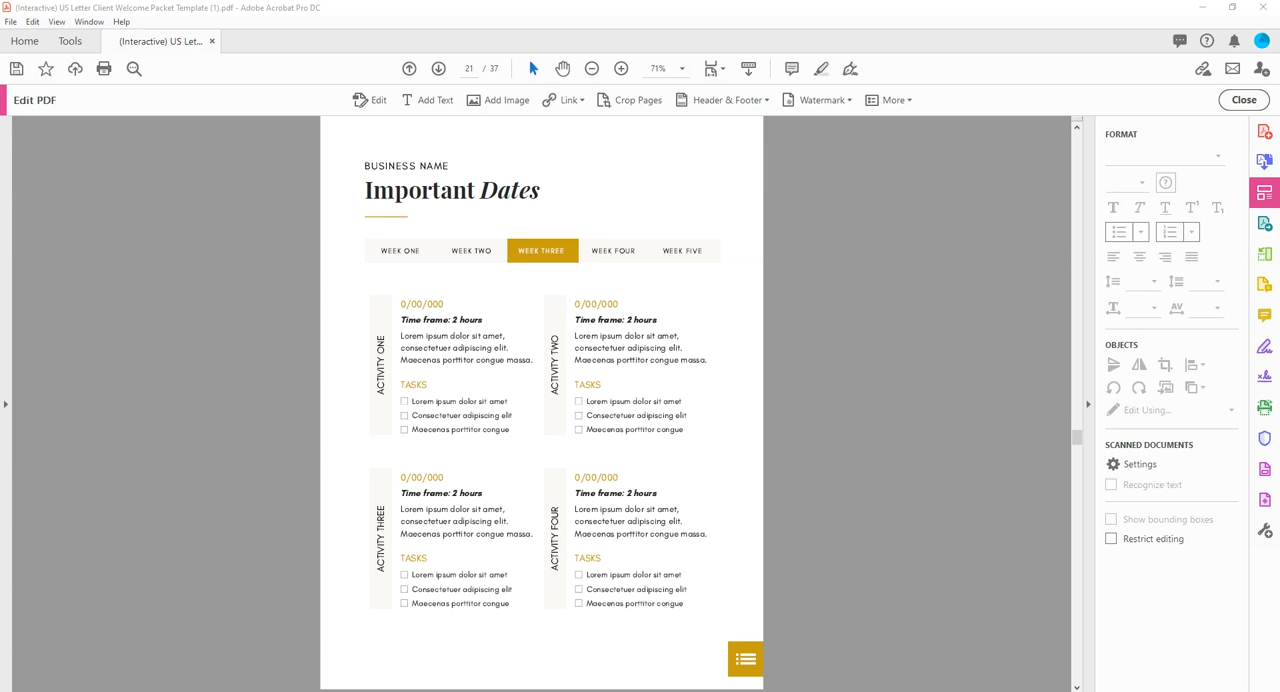 (Interactive) US Letter Client Welcome Packet Template (1).pdf - Adobe Acrobat Pro DC
File Edit View Window Help
Home Tools (Interactive) US Let... ×
21 / 37 71%
Edit PDF
Edit Add Text Add Image Link Crop Pages Header & Footer Watermark More Close
BUSINESS NAME
Important Dates
WEEK ONE WEEK TWO WEEK THREE WEEK FOUR WEEK FIVE
ACTIVITY ONE
0/00/000
Time frame: 2 hours
Lorem ipsum dolor sit amet,
consectetuer adipiscing elit.
Maecenas porttitor congue massa.
TASKS
Lorem ipsum dolor sit amet
Consectetuer adipiscing elit
Maecenas porttitor congue
ACTIVITY TWO
0/00/000
Time frame: 2 hours
Lorem ipsum dolor sit amet,
consectetuer adipiscing elit.
Maecenas porttitor congue massa.
TASKS
Lorem ipsum dolor sit amet
Consectetuer adipiscing elit
Maecenas porttitor congue
ACTIVITY THREE
0/00/000
Time frame: 2 hours
Lorem ipsum dolor sit amet,
consectetuer adipiscing elit.
Maecenas porttitor congue massa.
TASKS
Lorem ipsum dolor sit amet
Consectetuer adipiscing elit
Maecenas porttitor congue
ACTIVITY FOUR
0/00/000
Time frame: 2 hours
Lorem ipsum dolor sit amet,
consectetuer adipiscing elit.
Maecenas porttitor congue massa.
TASKS
Lorem ipsum dolor sit amet
Consectetuer adipiscing elit
Maecenas porttitor congue
FORMAT
OBJECTS
Edit Using...
SCANNED DOCUMENTS
Settings
Recognize text
Show bounding boxes
Restrict editing